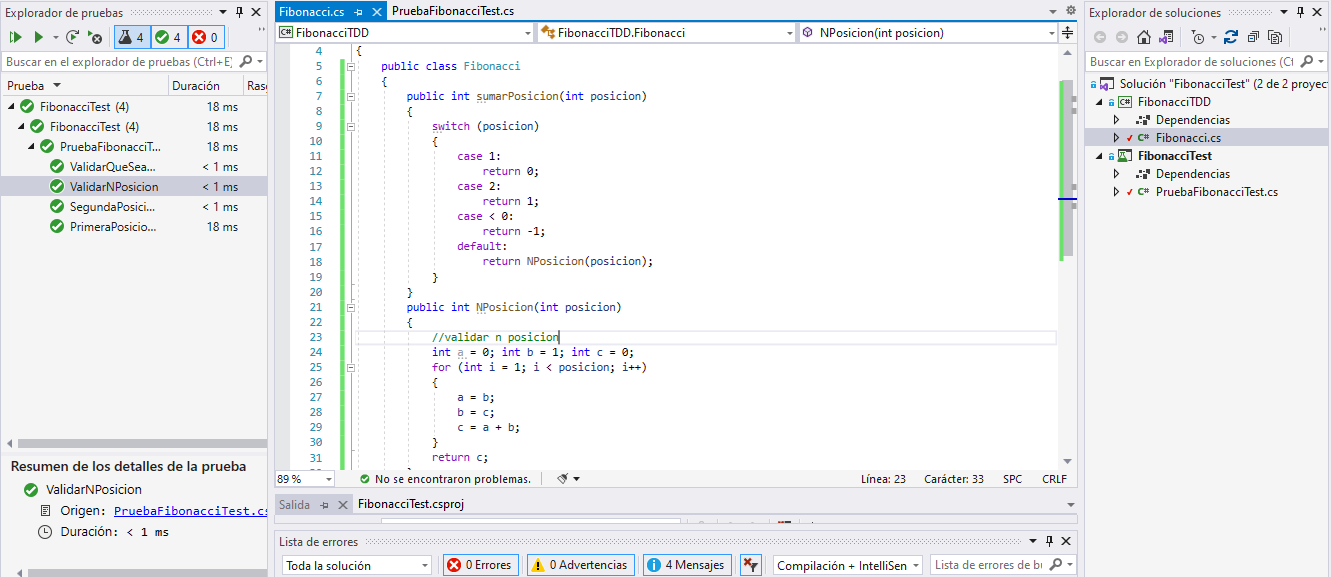 Explorador de pruebas
4 4 0
Buscar en el explorador de pruebas (Ctrl+E)
Prueba Duración Rasg
FibonacciTest (4) 18 ms
FibonacciTest (4) 18 ms
PruebaFibonacciT... 18 ms
ValidarQueSea... < 1 ms
ValidarNPosicion < 1 ms
SegundaPosici... < 1 ms
PrimeraPosicio... 18 ms
Resumen de los detalles de la prueba
ValidarNPosicion
Origen: PruebaFibonacciTest.cs
Duración: < 1 ms
Fibonacci.cs PruebaFibonacciTest.cs
FibonacciTDD FibonacciTDD.Fibonacci NPosicion(int posicion)
4 {
5 public class Fibonacci
6 {
7 public int sumarPosicion(int posicion)
8 {
9 switch (posicion)
10 {
11 case 1:
12 return 0;
13 case 2:
14 return 1;
15 case < 0:
16 return -1;
17 default:
18 return NPosicion(posicion);
19 }
20 }
21 public int NPosicion(int posicion)
22 {
23 //validar n posicion
24 int a = 0; int b = 1; int c = 0;
25 for (int i = 1; i < posicion; i++)
26 {
27 a = b;
28 b = c;
29 c = a + b;
30 }
31 return c;
89 % No se encontraron problemas. Línea: 23 Carácter: 33 SPC CRLF
Salida FibonacciTest.csproj
Lista de errores
Toda la solución 0 Errores 0 Advertencias 4 Mensajes Compilación + IntelliSen Lista de errores de bú
Explorador de soluciones
Buscar en Explorador de soluciones (Ct
Solución "FibonacciTest" (2 de 2 proyec
C# FibonacciTDD
Dependencias
C# Fibonacci.cs
FibonacciTest
Dependencias
C# PruebaFibonacciTest.cs